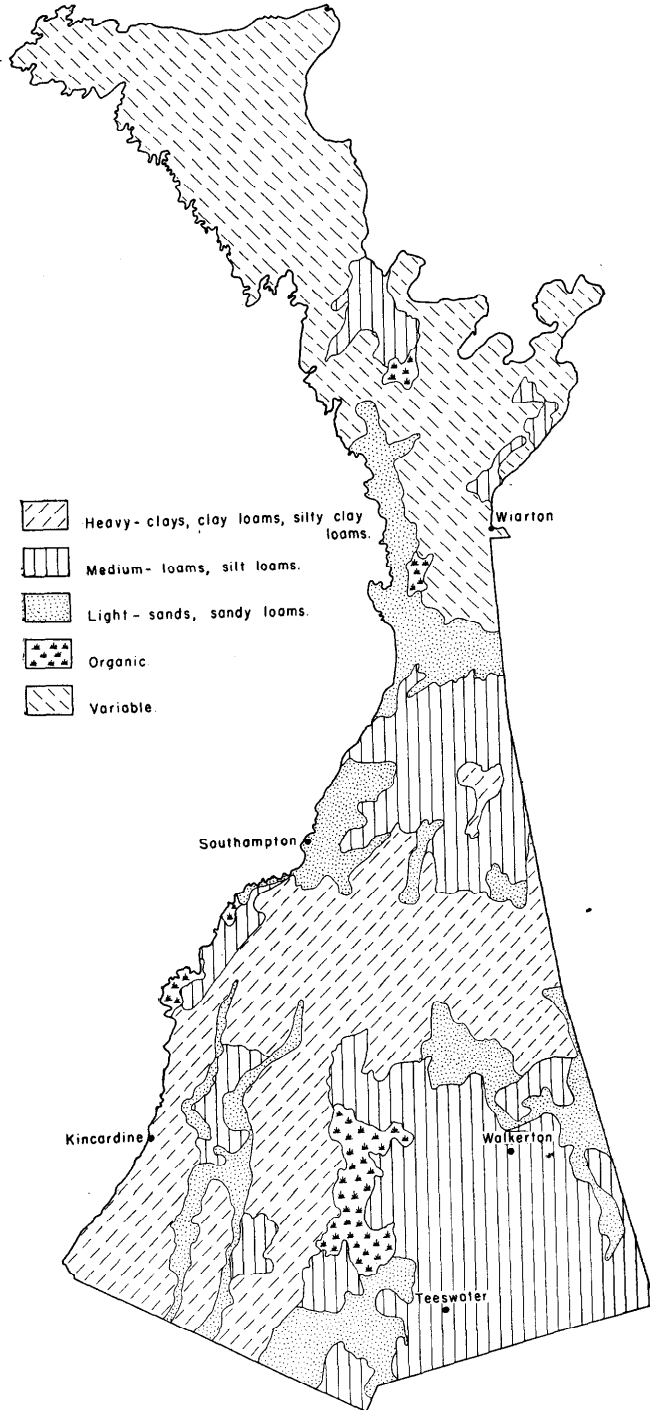 Wiarton
Heavy- clays, clay loams, silty clay
loams.
Medium- loams, silt loams.
Light- sands, sandy loams.
Organic
Variable.
Southampton
Kincardine
Walkerton
Teeswater